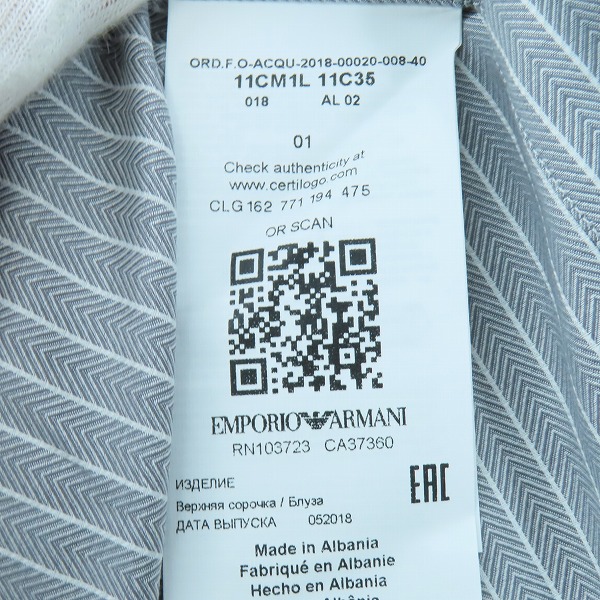 ORD.F.O-ACQU-2018-00020-008-40
11CM1L 11C35
018 AL 02
01
Check authenticity at
www.certilogo.com
CLG 162 771 194 475
OR SCAN
EMPORIO ARMANI
RN103723 CA37360
ИЗДЕЛИЕ
EAC
Верхняя сорочка / Блуза
ДАТА ВЫПУСКА 052018
Made in Albania
Fabriqué en Albanie
Hecho en Albania